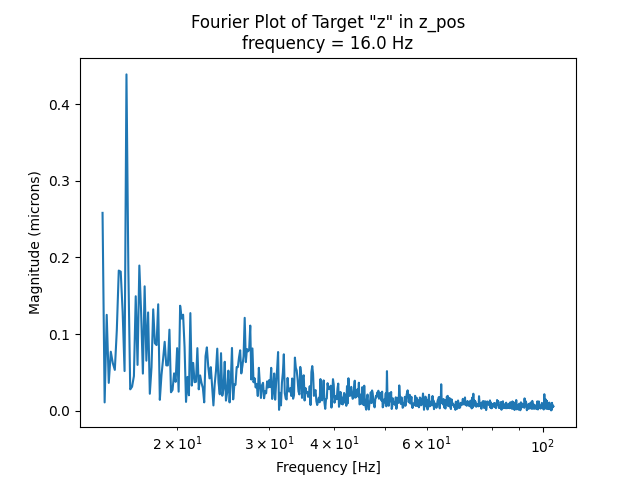 Fourier Plot of Target "z" in z_pos
frequency = 16.0 Hz
Magnitude (microns)
0.4
0.3
0.2
0.1
0.0
2 × 10¹ 3 × 10¹ 4 × 10¹ 6 × 10¹ 10²
Frequency [Hz]